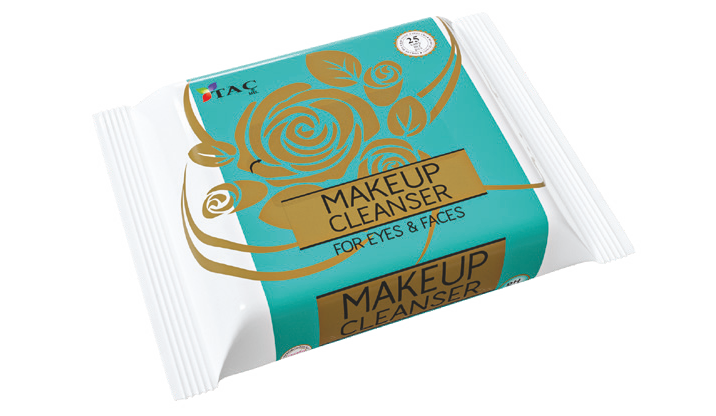 TAC
25
MAKEUP
CLEANSER
FOR EYES & FACES
MAKEUP
CLEANSER